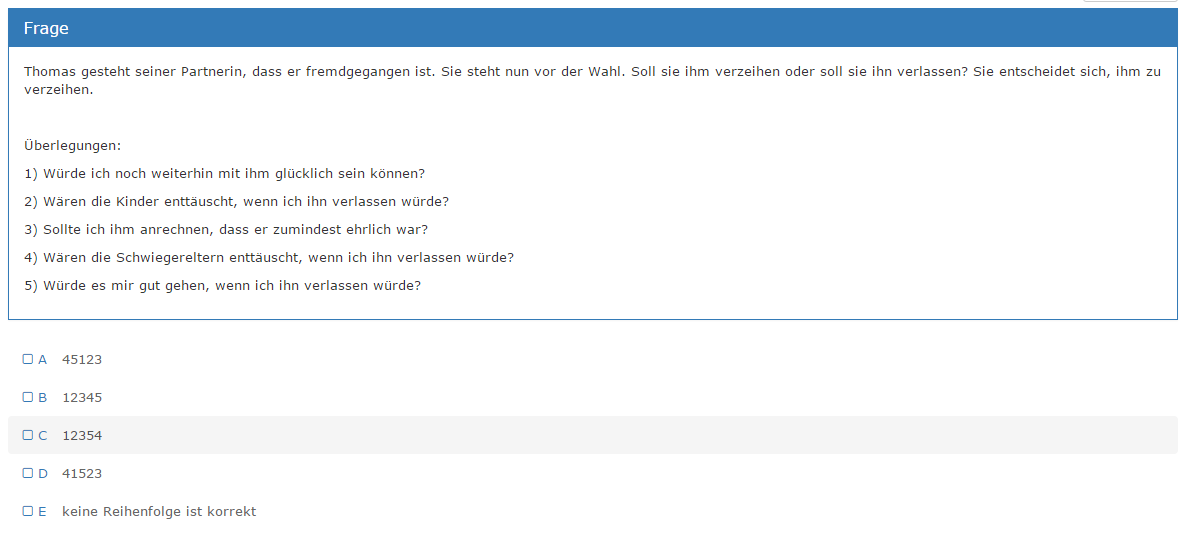 Frage
Thomas gesteht seiner Partnerin, dass er fremdgegangen ist. Sie steht nun vor der Wahl. Soll sie ihm verzeihen oder soll sie ihn verlassen? Sie entscheidet sich, ihm zu
verzeihen.
Überlegungen:
1) Würde ich noch weiterhin mit ihm glücklich sein können?
2) Wären die Kinder enttäuscht, wenn ich ihn verlassen würde?
3) Sollte ich ihm anrechnen, dass er zumindest ehrlich war?
4) Wären die Schwiegereltern enttäuscht, wenn ich ihn verlassen würde?
5) Würde es mir gut gehen, wenn ich ihn verlassen würde?
A 45123
B 12345
C 12354
D 41523
E keine Reihenfolge ist korrekt